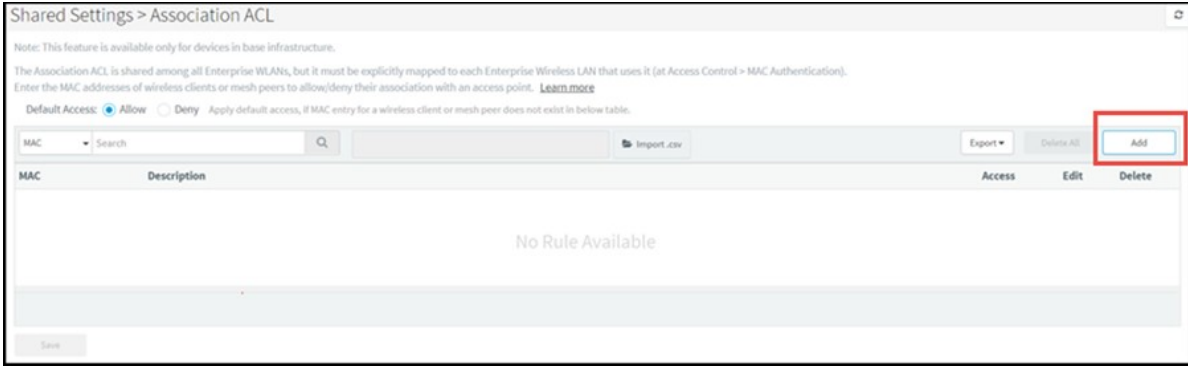 Shared Settings > Association ACL
Note: This feature is available only for devices in base infrastructure.
The Association ACL is shared among all Enterprise WLANs, but it must be explicitly mapped to each Enterprise Wireless LAN that uses it (at Access Control > MAC Authentication).
Enter the MAC addresses of wireless clients or mesh peers to allow/deny their association with an access point. Learn more
Default Access: Allow Deny Apply default access, if MAC entry for a wireless client or mesh peer does not exist in below table.
MAC Search Import .csv Export Delete All Add
MAC Description Access Edit Delete
No Rule Available
Save